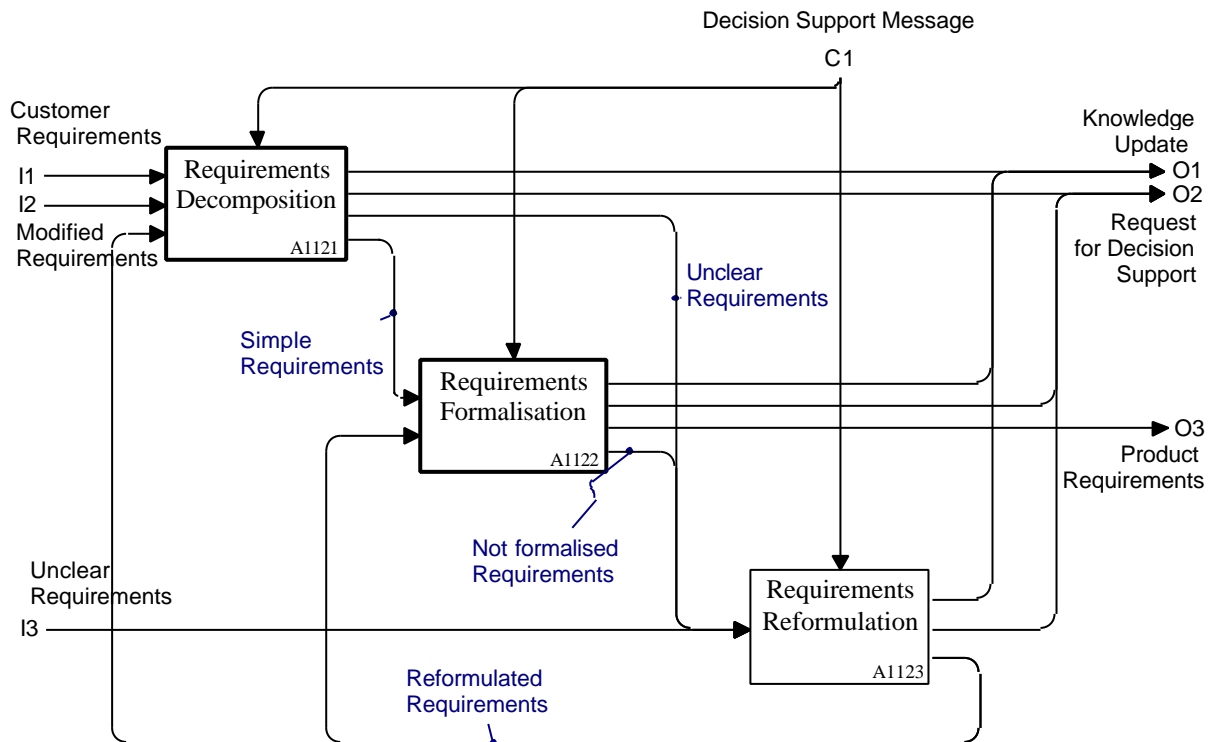 Decision Support Message
C1
Customer
Requirements
I1
I2
Modified
Requirements
Requirements
Decomposition
A1121
Knowledge
Update
O1
O2
Request
for Decision
Support
Unclear
Requirements
Simple
Requirements
Requirements
Formalisation
A1122
O3
Product
Requirements
Not formalised
Requirements
Unclear
Requirements
I3
Requirements
Reformulation
A1123
Reformulated
Requirements